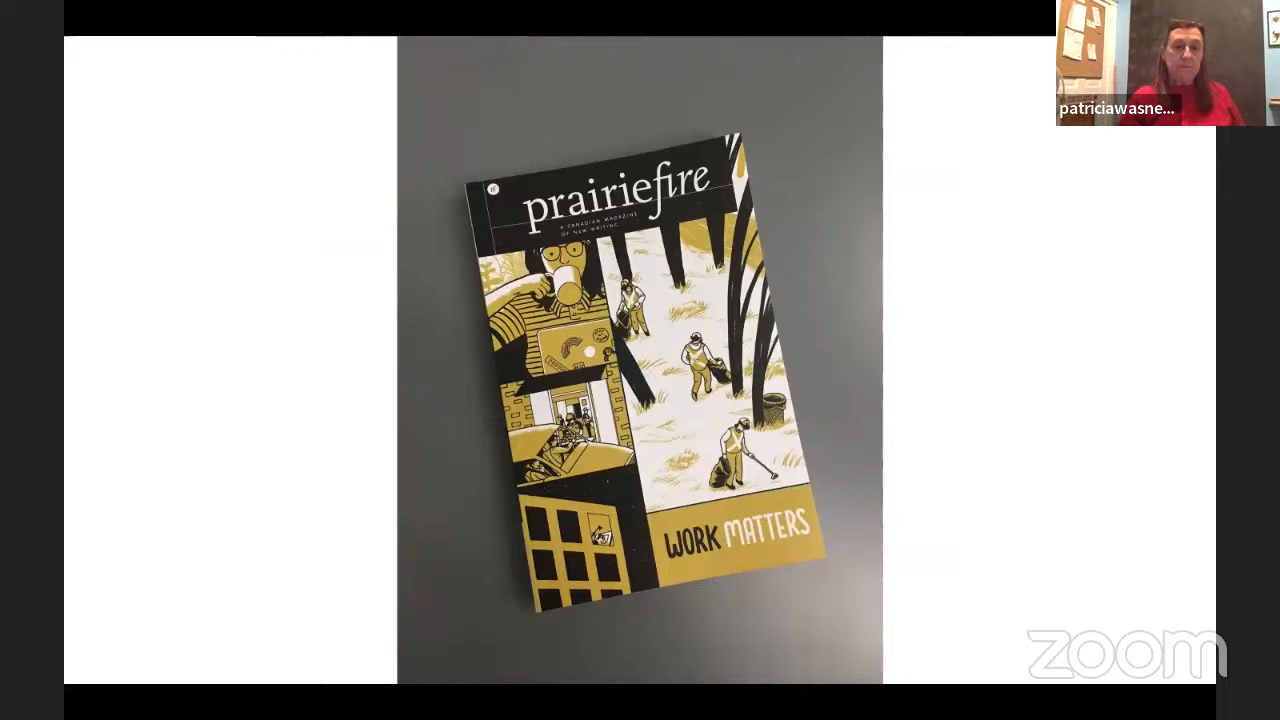 patriciawasne...
prairiefire
A CANADIAN MAGAZINE
OF NEW WRITING
WORK MATTERS
zoom